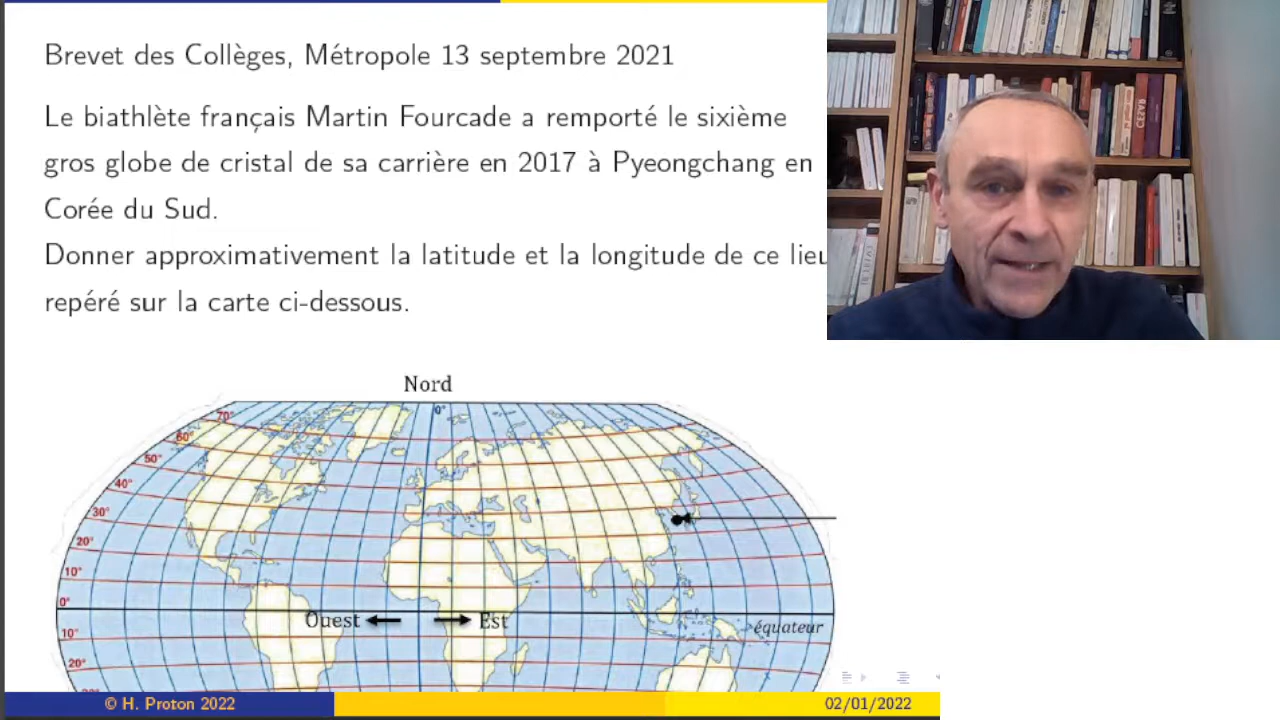 Brevet des Collèges, Métropole 13 septembre 2021
Le biathlète français Martin Fourcade a remporté le sixième
gros globe de cristal de sa carrière en 2017 à Pyeongchang en
Corée du Sud.
Donner approximativement la latitude et la longitude de ce lieu
repéré sur la carte ci-dessous.
Nord
0°
70°
60°
50°
40°
30°
20°
10°
0°
Ouest
Est
équateur
10°
20°
© H. Proton 2022
02/01/2022